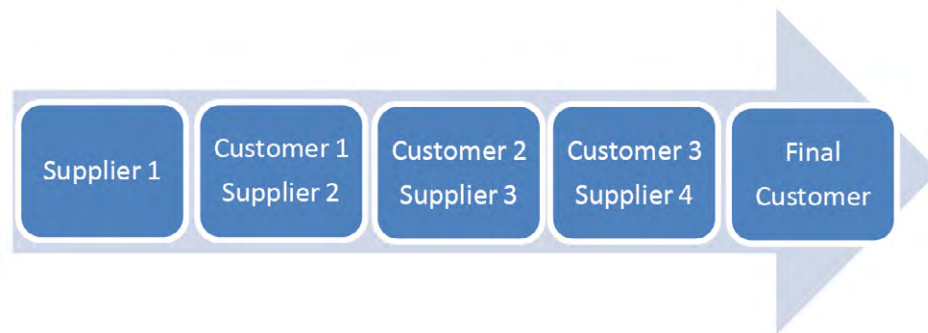 Supplier 1
Customer 1
Supplier 2
Customer 2
Supplier 3
Customer 3
Supplier 4
Final
Customer